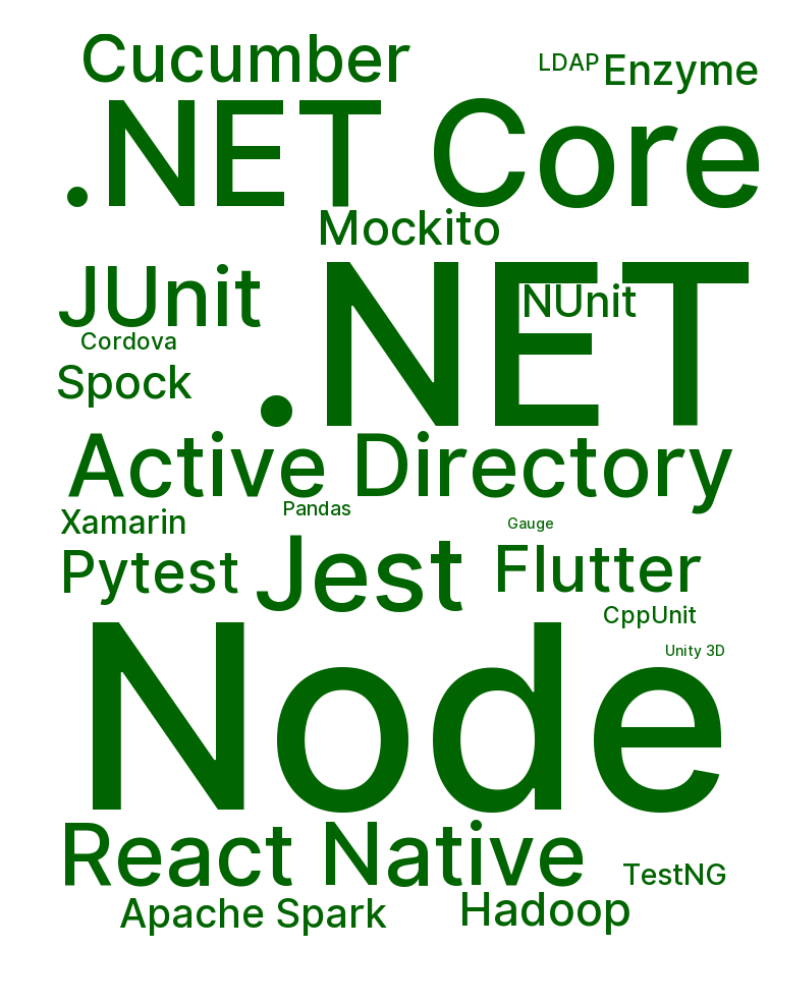 Cucumber
LDAP
Enzyme
.NET Core
Mockito
JUnit
.NET
NUnit
Cordova
Spock
Active Directory
Pandas
Xamarin
Gauge
Pytest
Jest
Flutter
CppUnit
Unity 3D
Node
React Native
TestNG
Apache Spark
Hadoop